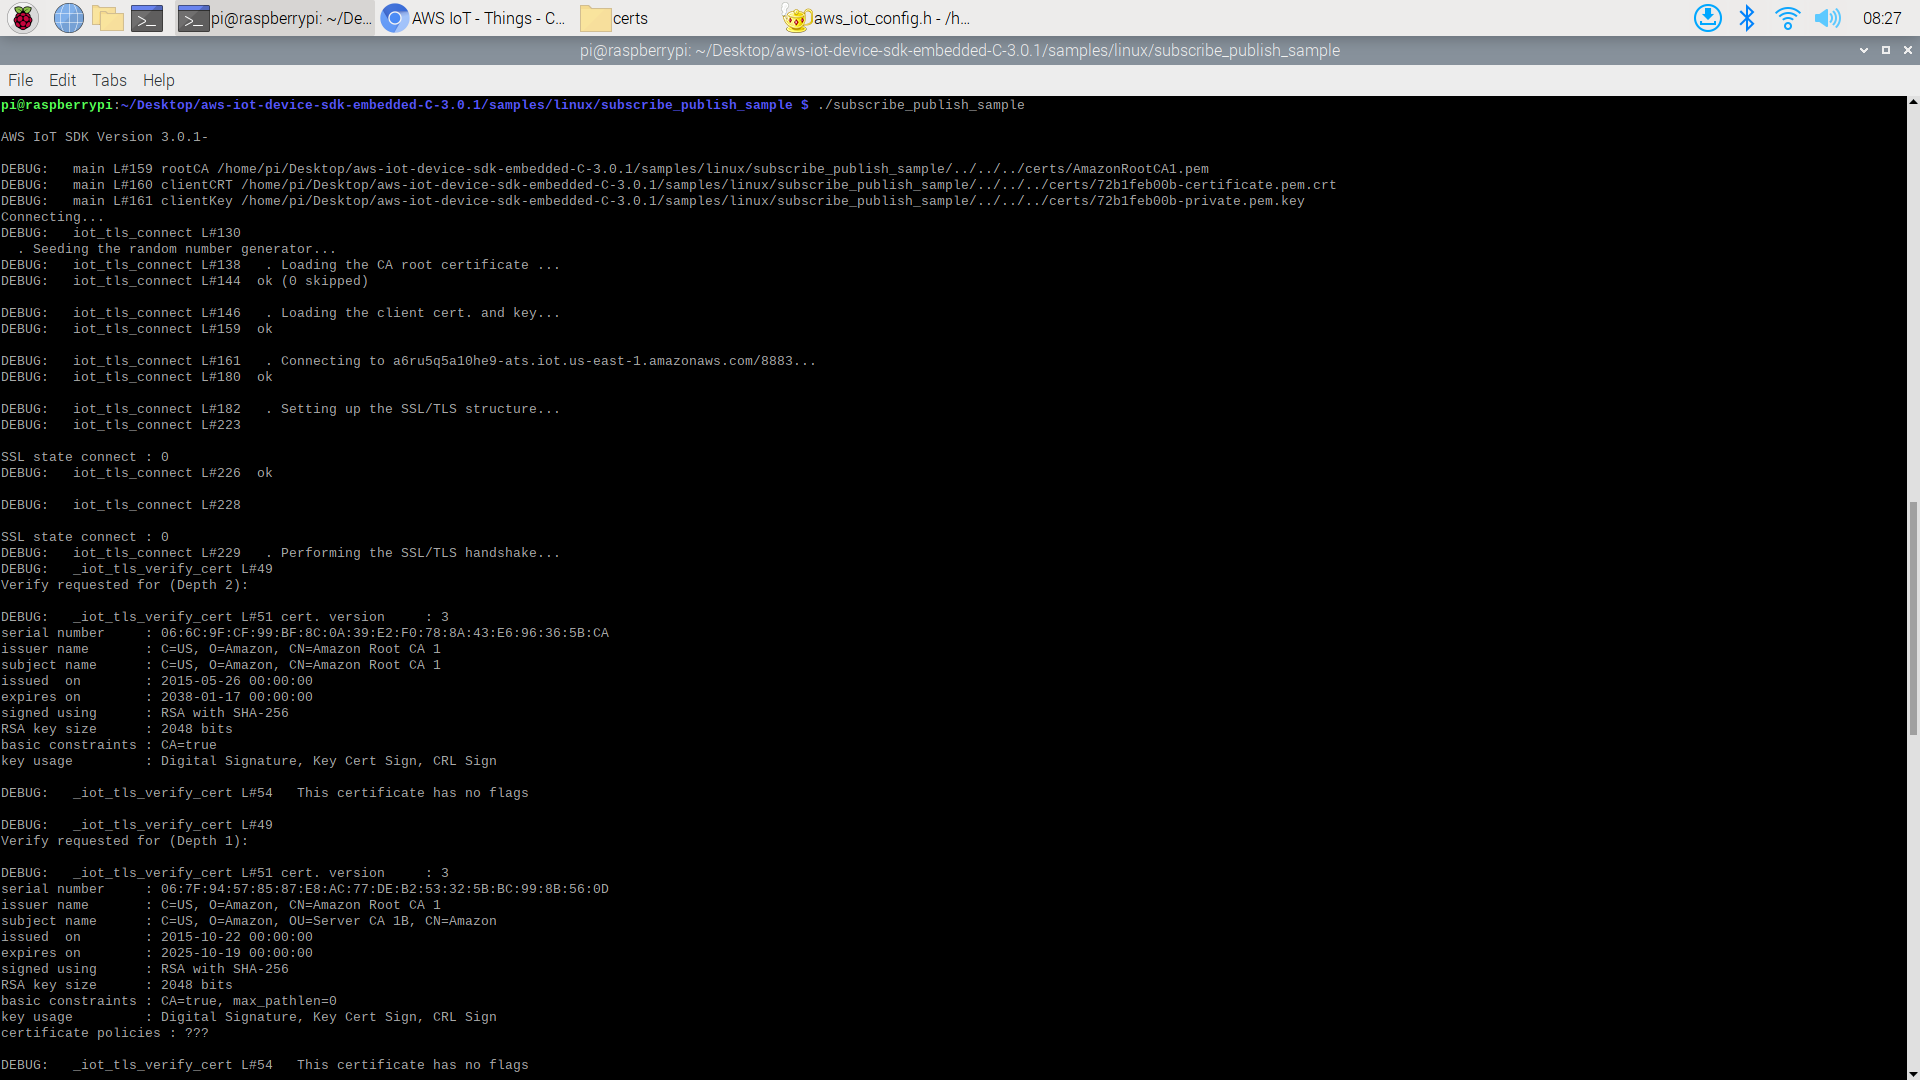 pi@raspberrypi: ~/De... AWS IoT - Things - C... certs aws_iot_config.h - /h... 08:27
pi@raspberrypi: ~/Desktop/aws-iot-device-sdk-embedded-C-3.0.1/samples/linux/subscribe_publish_sample
File Edit Tabs Help
pi@raspberrypi:~/Desktop/aws-iot-device-sdk-embedded-C-3.0.1/samples/linux/subscribe_publish_sample $ ./subscribe_publish_sample
AWS IoT SDK Version 3.0.1-
DEBUG:   main L#159 rootCA /home/pi/Desktop/aws-iot-device-sdk-embedded-C-3.0.1/samples/linux/subscribe_publish_sample/../../../certs/AmazonRootCA1.pem
DEBUG:   main L#160 clientCRT /home/pi/Desktop/aws-iot-device-sdk-embedded-C-3.0.1/samples/linux/subscribe_publish_sample/../../../certs/72b1feb00b-certificate.pem.crt
DEBUG:   main L#161 clientKey /home/pi/Desktop/aws-iot-device-sdk-embedded-C-3.0.1/samples/linux/subscribe_publish_sample/../../../certs/72b1feb00b-private.pem.key
Connecting...
DEBUG:   iot_tls_connect L#130
  . Seeding the random number generator...
DEBUG:   iot_tls_connect L#138   . Loading the CA root certificate ...
DEBUG:   iot_tls_connect L#144  ok (0 skipped)
DEBUG:   iot_tls_connect L#146   . Loading the client cert. and key...
DEBUG:   iot_tls_connect L#159  ok
DEBUG:   iot_tls_connect L#161   . Connecting to a6ru5q5a10he9-ats.iot.us-east-1.amazonaws.com/8883...
DEBUG:   iot_tls_connect L#180  ok
DEBUG:   iot_tls_connect L#182   . Setting up the SSL/TLS structure...
DEBUG:   iot_tls_connect L#223
SSL state connect : 0
DEBUG:   iot_tls_connect L#226  ok
DEBUG:   iot_tls_connect L#228
SSL state connect : 0
DEBUG:   iot_tls_connect L#229   . Performing the SSL/TLS handshake...
DEBUG:   _iot_tls_verify_cert L#49
Verify requested for (Depth 2):
DEBUG:   _iot_tls_verify_cert L#51 cert. version     : 3
serial number     : 06:6C:9F:CF:99:BF:8C:0A:39:E2:F0:78:8A:43:E6:96:36:5B:CA
issuer name       : C=US, O=Amazon, CN=Amazon Root CA 1
subject name      : C=US, O=Amazon, CN=Amazon Root CA 1
issued  on        : 2015-05-26 00:00:00
expires on        : 2038-01-17 00:00:00
signed using      : RSA with SHA-256
RSA key size      : 2048 bits
basic constraints : CA=true
key usage         : Digital Signature, Key Cert Sign, CRL Sign
DEBUG:   _iot_tls_verify_cert L#54   This certificate has no flags
DEBUG:   _iot_tls_verify_cert L#49
Verify requested for (Depth 1):
DEBUG:   _iot_tls_verify_cert L#51 cert. version     : 3
serial number     : 06:7F:94:57:85:87:E8:AC:77:DE:B2:53:32:5B:BC:99:8B:56:0D
issuer name       : C=US, O=Amazon, CN=Amazon Root CA 1
subject name      : C=US, O=Amazon, OU=Server CA 1B, CN=Amazon
issued  on        : 2015-10-22 00:00:00
expires on        : 2025-10-19 00:00:00
signed using      : RSA with SHA-256
RSA key size      : 2048 bits
basic constraints : CA=true, max_pathlen=0
key usage         : Digital Signature, Key Cert Sign, CRL Sign
certificate policies : ???
DEBUG:   _iot_tls_verify_cert L#54   This certificate has no flags